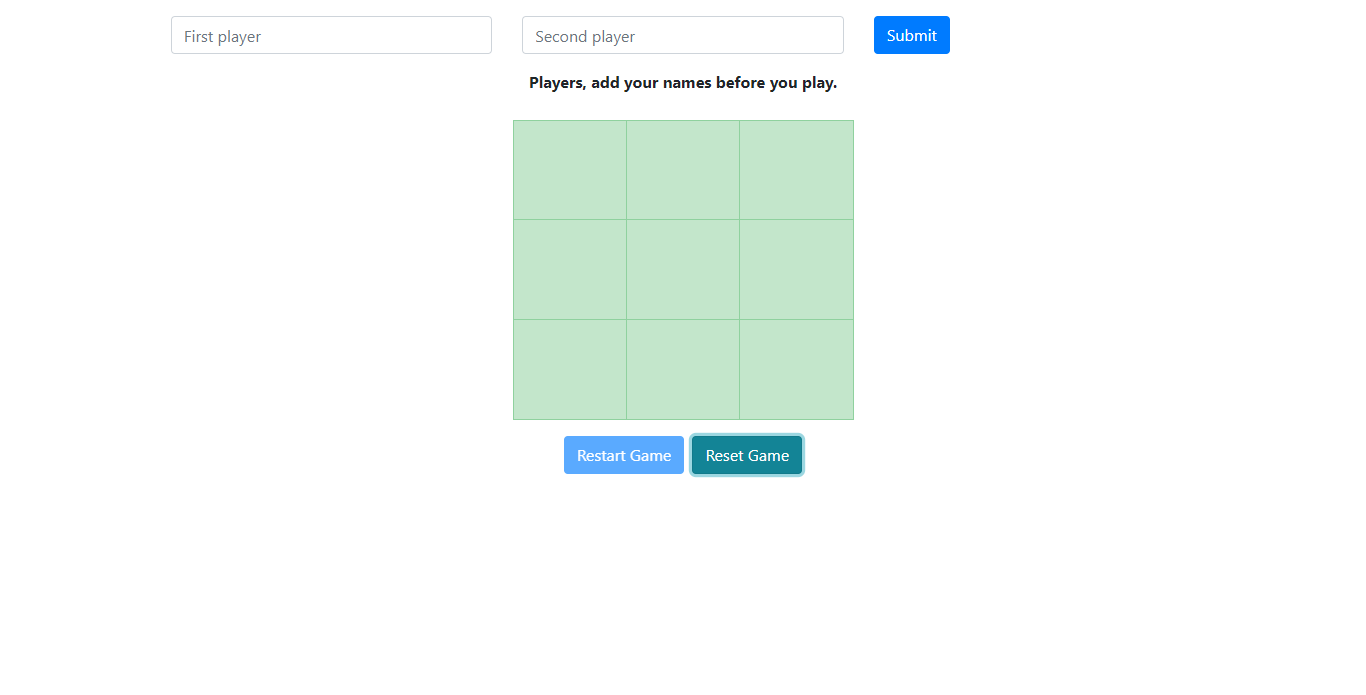 First player
Second player
Submit
Players, add your names before you play.
Restart Game
Reset Game